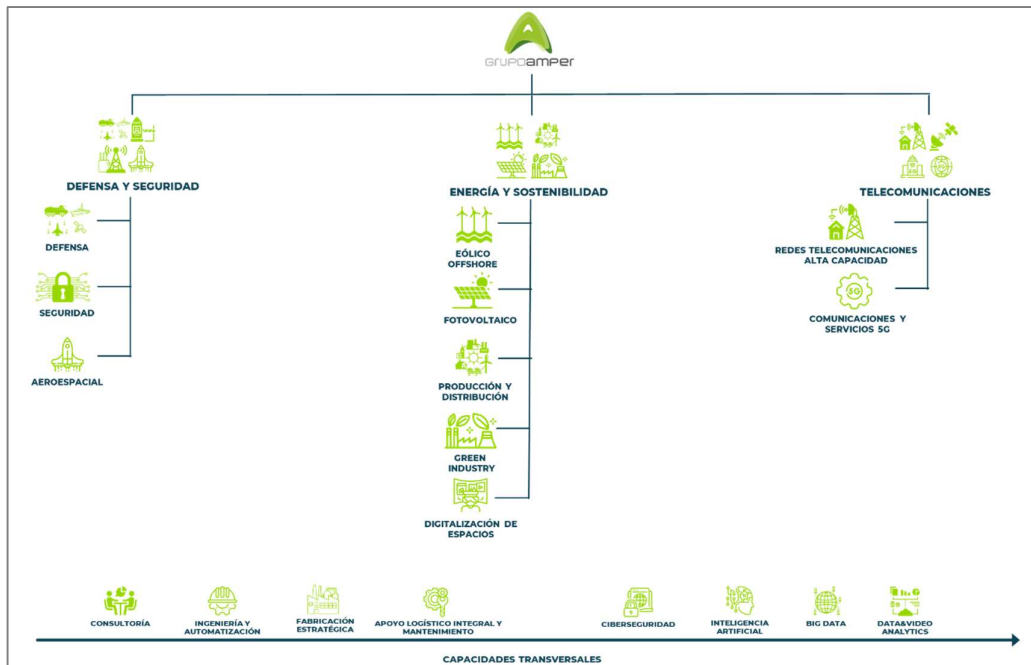 GRUPOAMPER
DEFENSA Y SEGURIDAD
DEFENSA
SEGURIDAD
AEROESPACIAL
ENERGÍA Y SOSTENIBILIDAD
EÓLICO
OFFSHORE
FOTOVOLTAICO
PRODUCCIÓN Y
DISTRIBUCIÓN
GREEN
INDUSTRY
DIGITALIZACIÓN DE
ESPACIOS
TELECOMUNICACIONES
REDES TELECOMUNICACIONES
ALTA CAPACIDAD
5G
COMUNICACIONES Y
SERVICIOS 5G
CONSULTORÍA
INGENIERÍA Y
AUTOMATIZACIÓN
FABRICACIÓN
ESTRATÉGICA
APOYO LOGÍSTICO INTEGRAL Y
MANTENIMIENTO
CIBERSEGURIDAD
INTELIGENCIA
ARTIFICIAL
BIG DATA
DATA&VIDEO
ANALYTICS
CAPACIDADES TRANSVERSALES